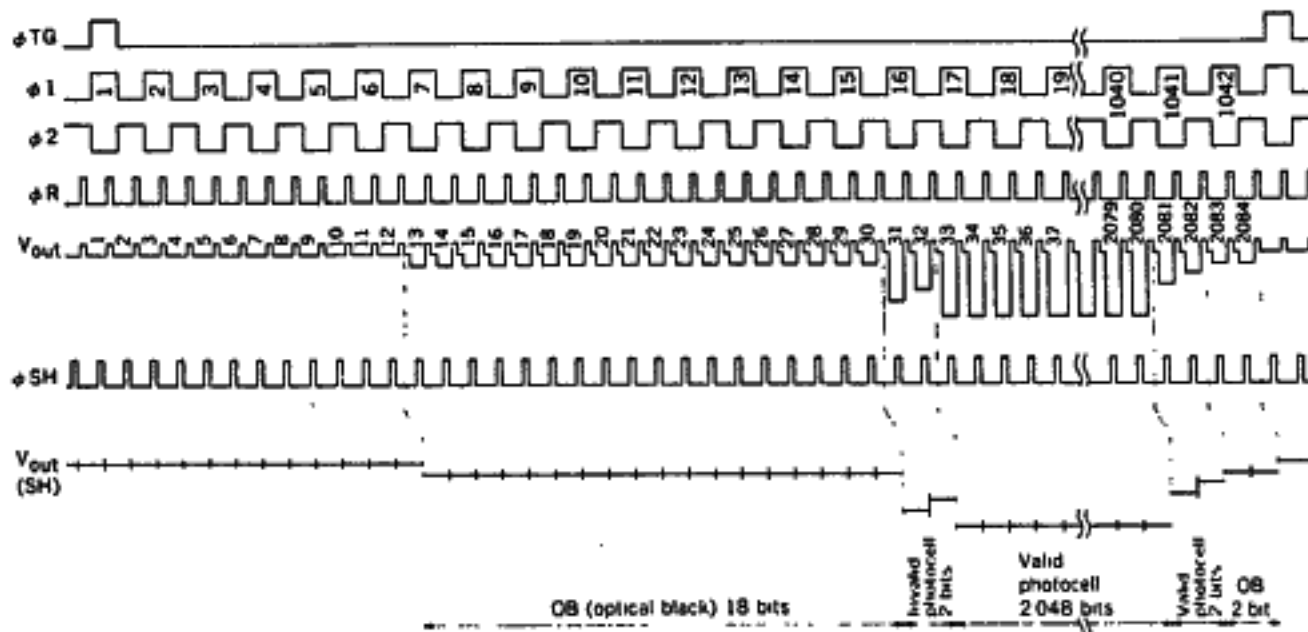 φTG
φ1 1 2 3 4 5 6 7 8 9 10 11 12 13 14 15 16 17 18 19 1040 1041 1042
φ2
φR
Vout 1 2 3 4 5 6 7 8 9 10 11 12 13 14 15 16 17 18 19 20 21 22 23 24 25 26 27 28 29 30 31 32 33 34 35 36 37 2079 2080 2081 2082 2083 2084
φSH
Vout
(SH)
OB (optical black) 18 bits
Invalid
photocell
2 bits
Valid
photocell
2048 bits
Valid
photocell
2 bits
OB
2 bit